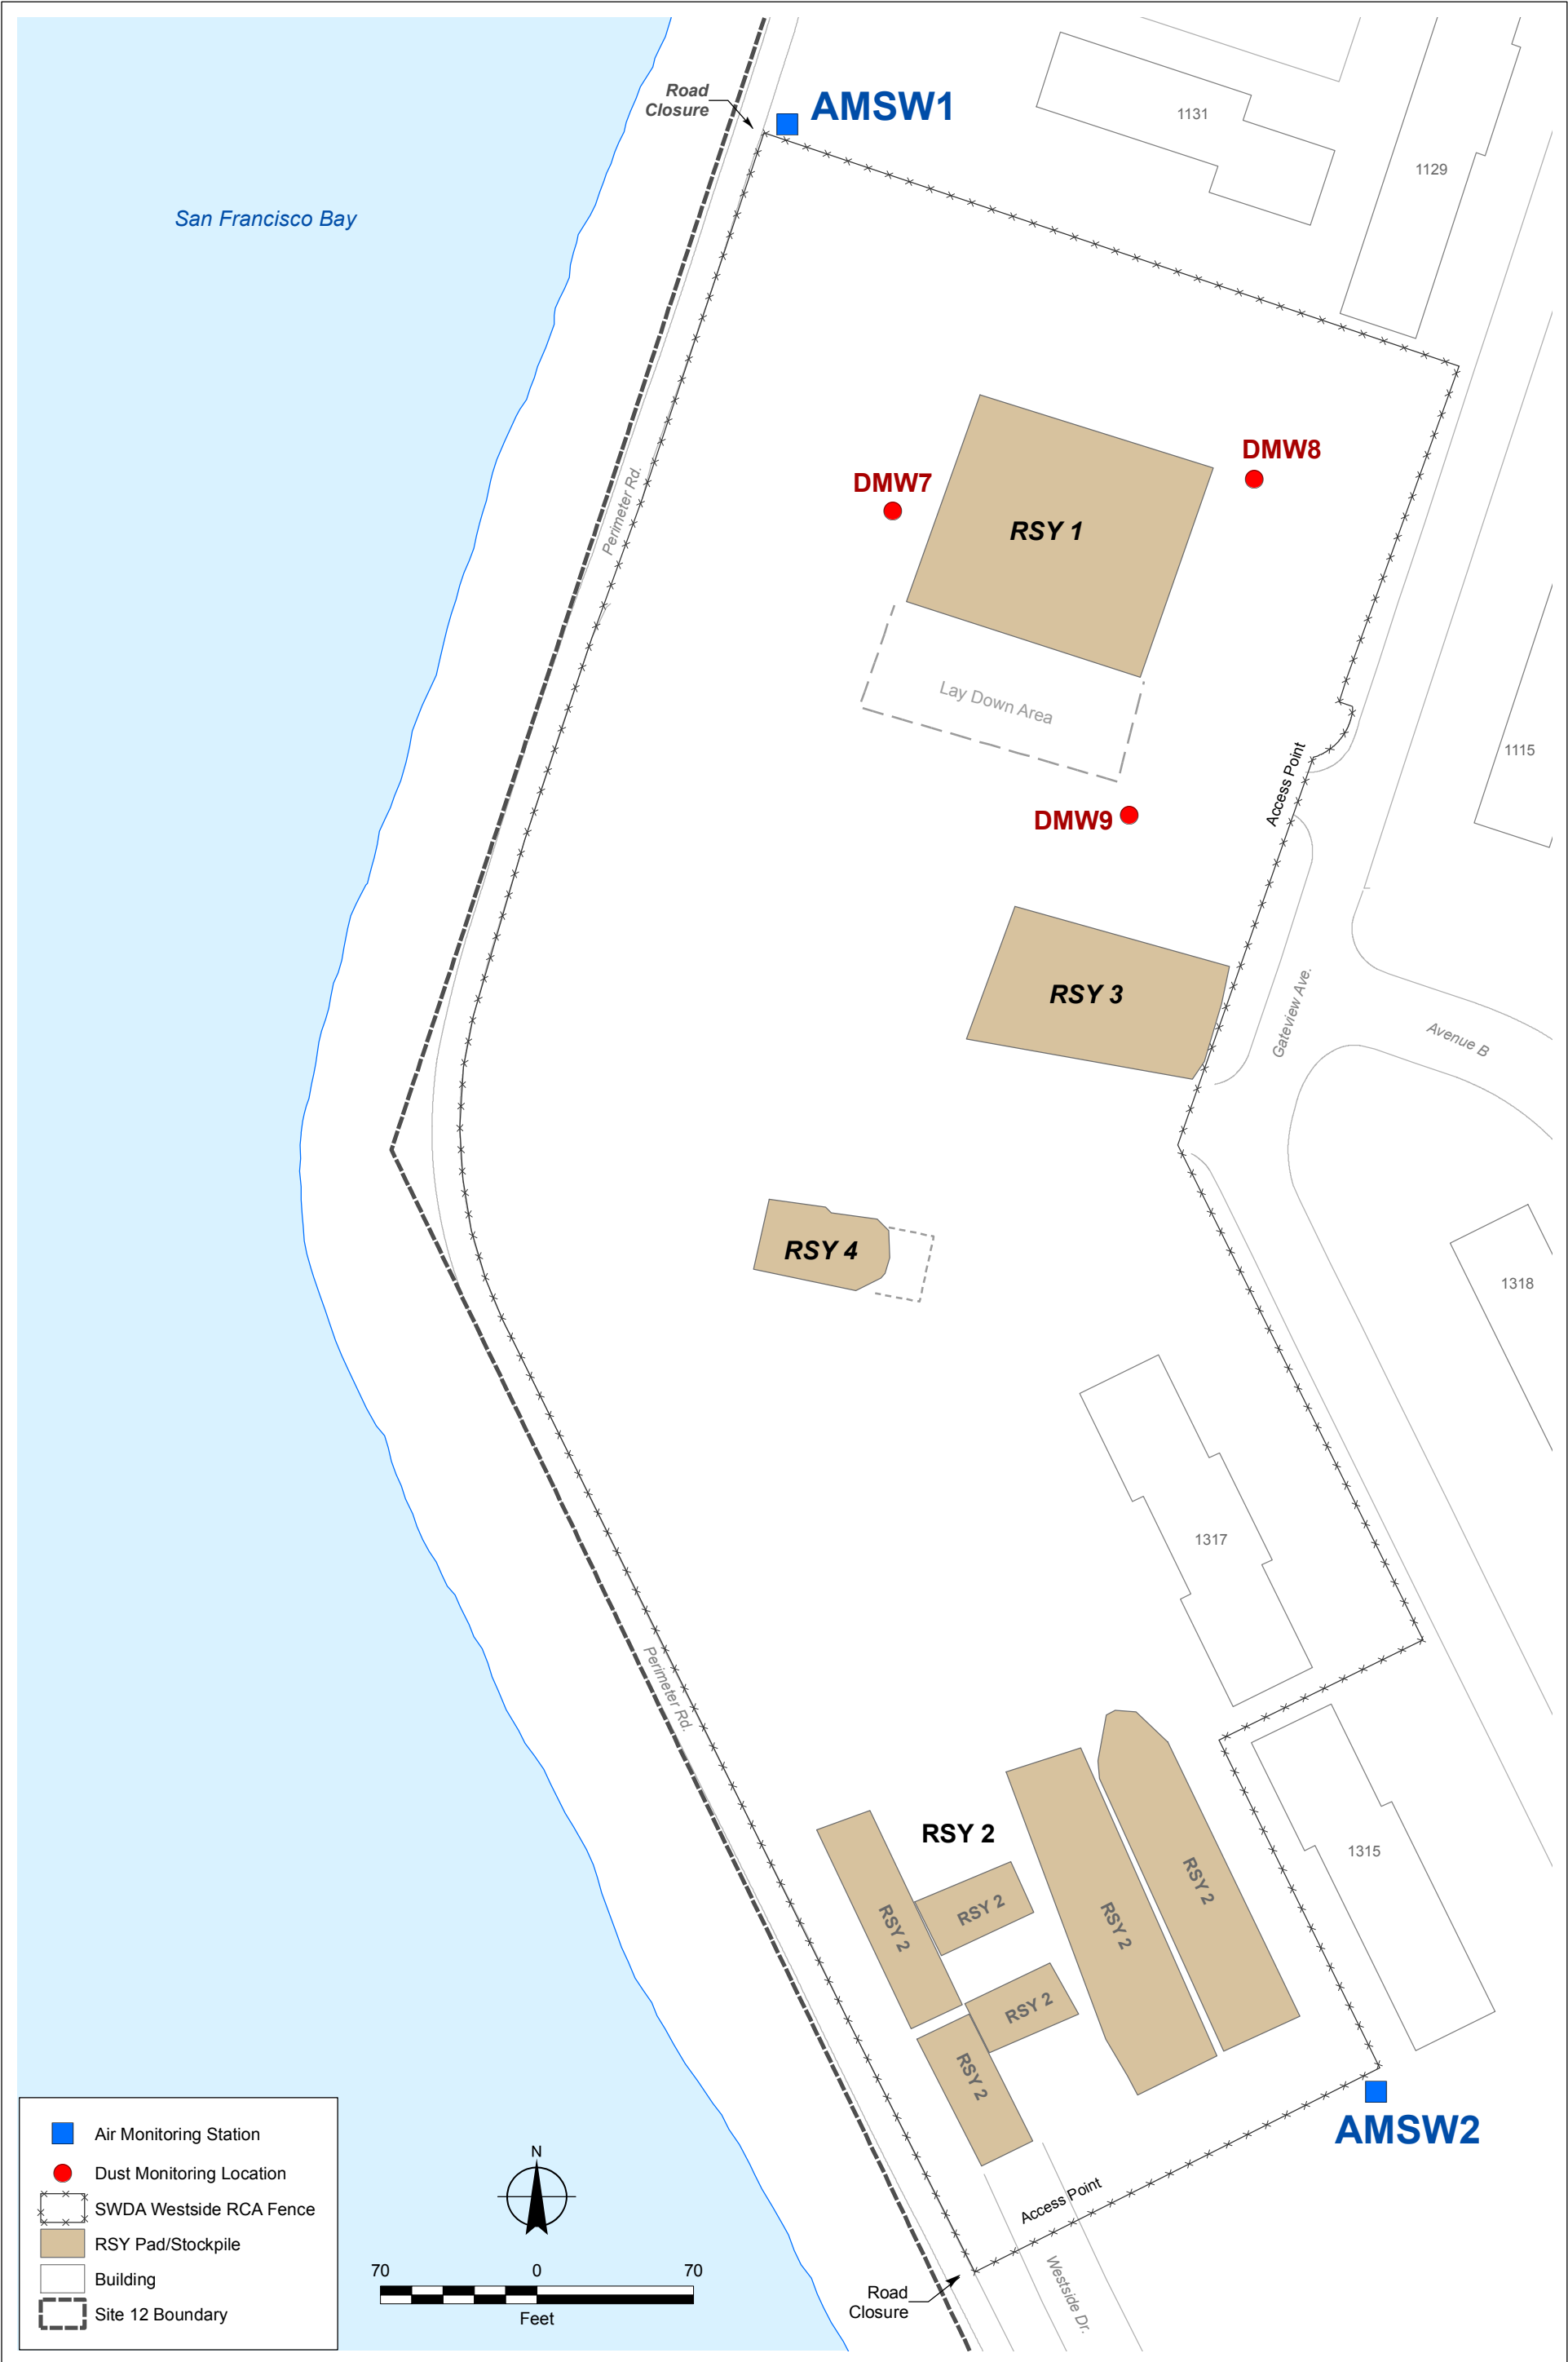 Road
Closure
AMSW1
1131
1129
San Francisco Bay
DMW8
DMW7
Perimeter Rd.
RSY 1
Lay Down Area
1115
Access Point
DMW9
RSY 3
Gateview Ave.
Avenue B
RSY 4
1318
1317
Perimeter Rd.
RSY 2
1315
RSY 2
RSY 2
RSY 2
RSY 2
RSY 2
RSY 2
AMSW2
Access Point
Westside Dr.
Road
Closure
Air Monitoring Station
Dust Monitoring Location
SWDA Westside RCA Fence
RSY Pad/Stockpile
Building
Site 12 Boundary
N
70 0 70
Feet